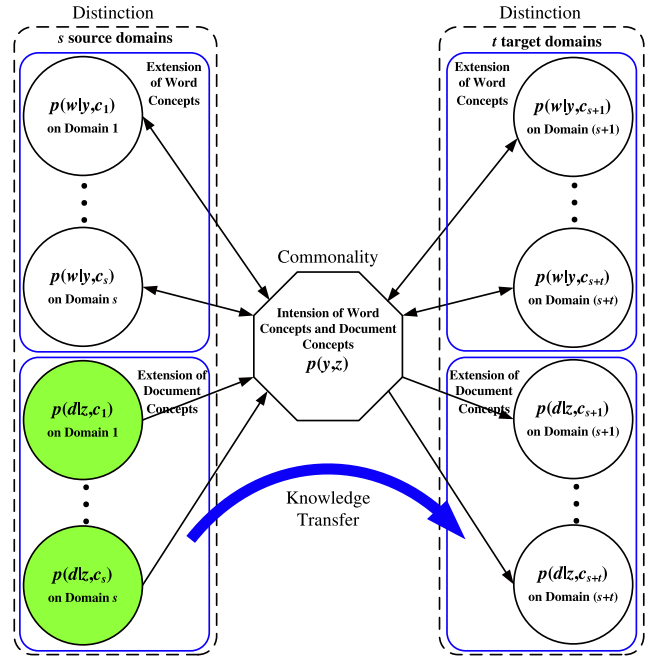 Distinction
s source domains
Extension
of Word
Concepts
p(w|y,c1)
on Domain 1
p(w|y,cs)
on Domain s
Extension of
Document
Concepts
p(d|z,c1)
on Domain 1
p(d|z,cs)
on Domain s
Commonality
Intension of Word
Concepts and Document
Concepts
p(y,z)
Knowledge
Transfer
Distinction
t target domains
Extension
of Word
Concepts
p(w|y,cs+1)
on Domain (s+1)
p(w|y,cs+t)
on Domain (s+t)
Extension of
Document
Concepts
p(d|z,cs+1)
on Domain (s+1)
p(d|z,cs+t)
on Domain (s+t)